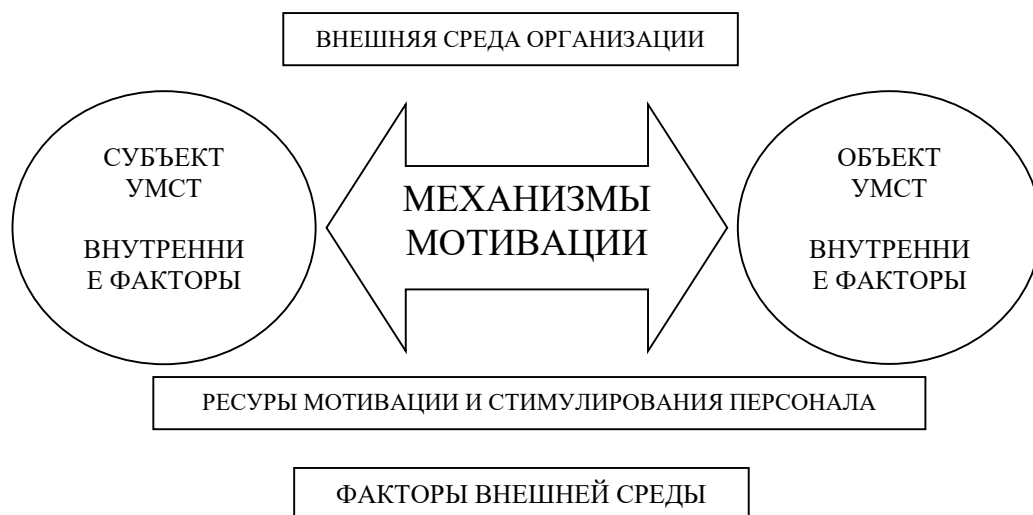 ВНЕШНЯЯ СРЕДА ОРГАНИЗАЦИИ
СУБЪЕКТ
УМСТ
ВНУТРЕННИ
Е ФАКТОРЫ
МЕХАНИЗМЫ
МОТИВАЦИИ
ОБЪЕКТ
УМСТ
ВНУТРЕННИ
Е ФАКТОРЫ
РЕСУРЫ МОТИВАЦИИ И СТИМУЛИРОВАНИЯ ПЕРСОНАЛА
ФАКТОРЫ ВНЕШНЕЙ СРЕДЫ